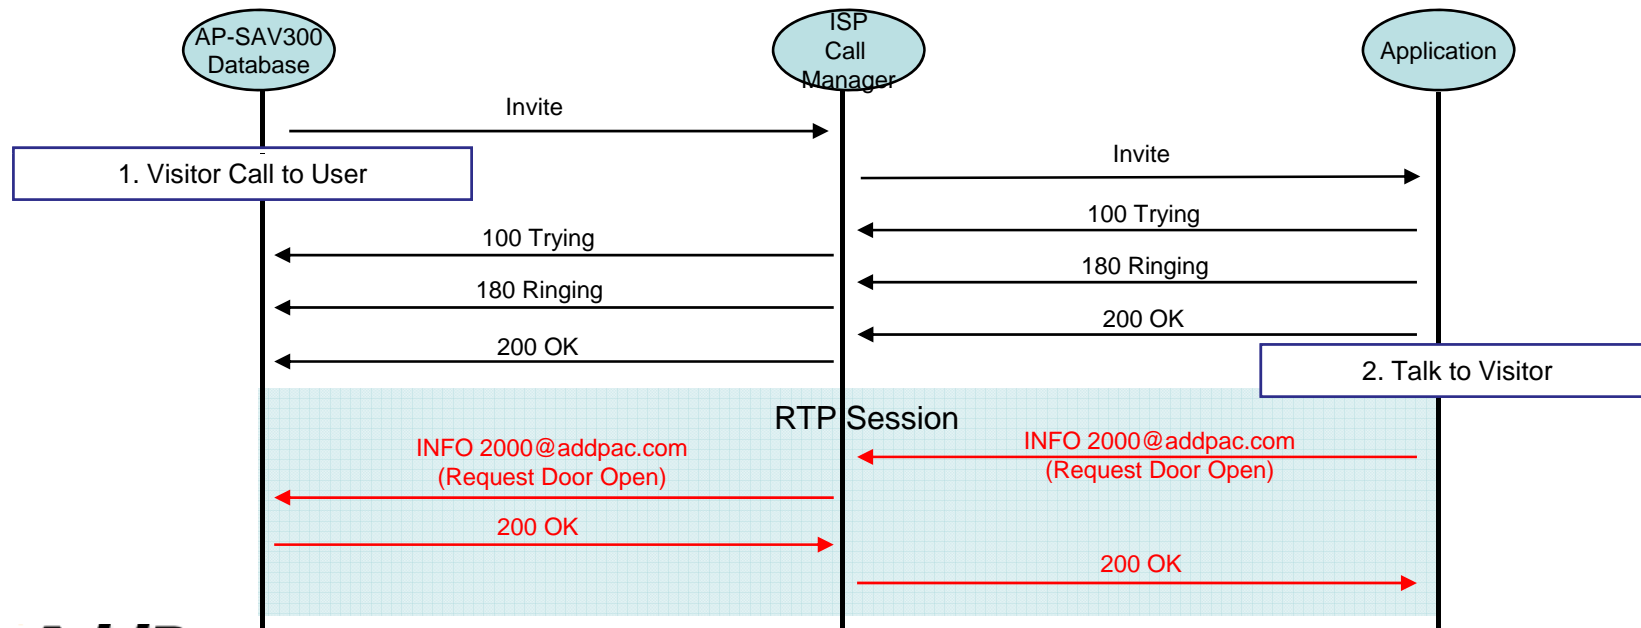 AP-SAV300
Database
ISP
Call
Manager
Application
Invite
1. Visitor Call to User
Invite
100 Trying
100 Trying
180 Ringing
180 Ringing
200 OK
200 OK
2. Talk to Visitor
RTP Session
INFO 2000@addpac.com
(Request Door Open)
INFO 2000@addpac.com
(Request Door Open)
200 OK
200 OK